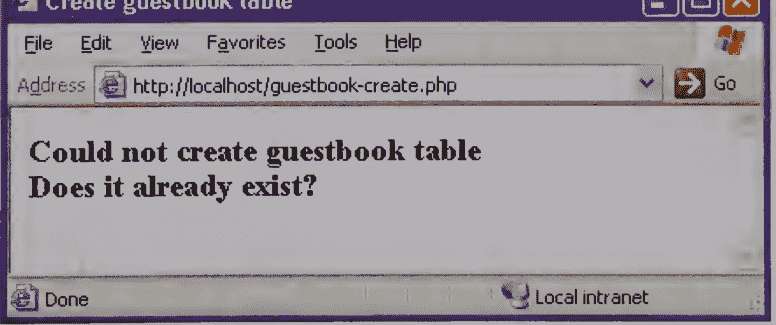 Create guestbook table
File Edit View Favorites Tools Help
Address http://localhost/guestbook-create.php Go
Could not create guestbook table
Does it already exist?
Done Local intranet